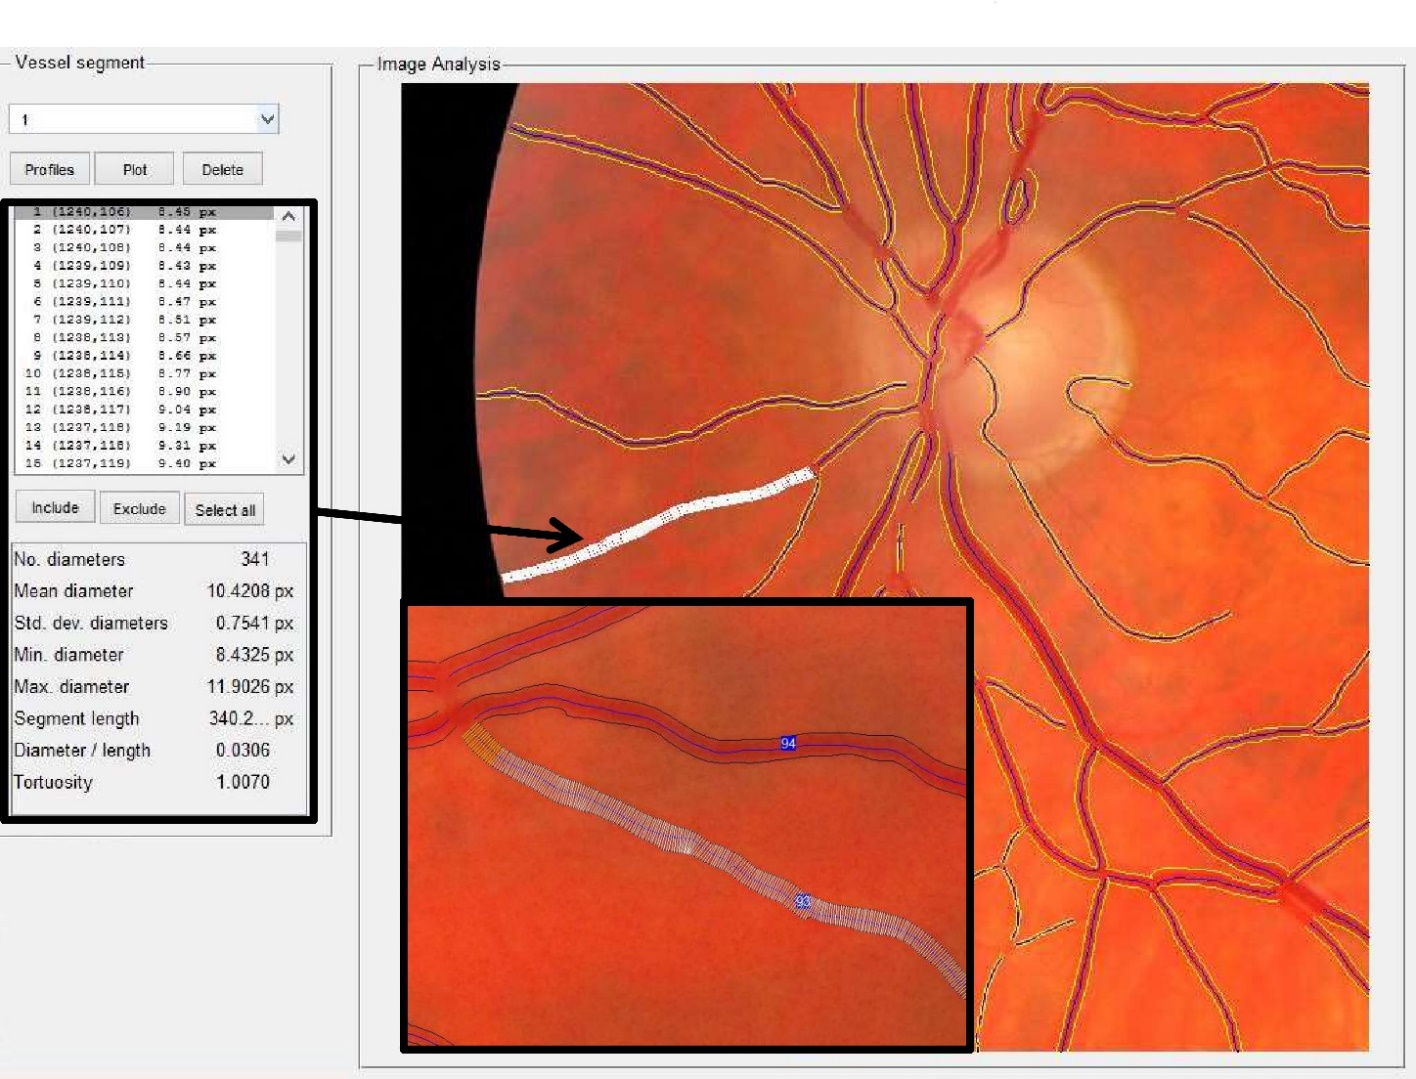 Vessel segment
Image Analysis
1
Profiles Plot Delete
1 (1240,106) 8.45 px
2 (1240,107) 8.44 px
3 (1240,108) 8.44 px
4 (1239,109) 8.43 px
5 (1239,110) 8.44 px
6 (1239,111) 8.47 px
7 (1239,112) 8.51 px
8 (1238,113) 8.57 px
9 (1238,114) 8.66 px
10 (1238,115) 8.77 px
11 (1238,116) 8.90 px
12 (1238,117) 9.04 px
13 (1237,118) 9.19 px
14 (1237,118) 9.31 px
15 (1237,119) 9.40 px
Include Exclude Select all
No. diameters 341
Mean diameter 10.4208 px
Std. dev. diameters 0.7541 px
Min. diameter 8.4325 px
Max. diameter 11.9026 px
Segment length 340.2... px
Diameter / length 0.0306
Tortuosity 1.0070
94
93